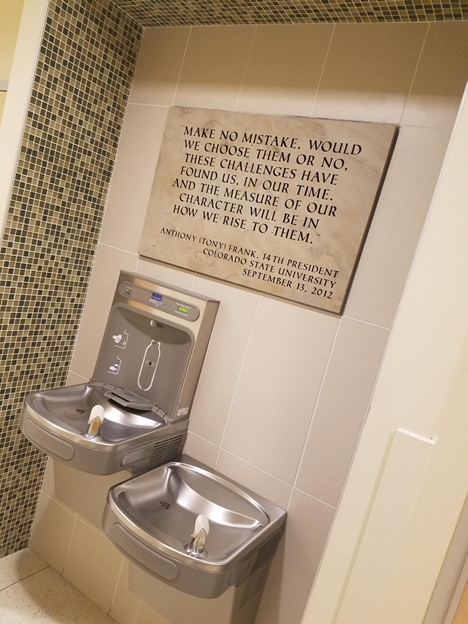 "MAKE NO MISTAKE, WOULD
WE CHOOSE THEM OR NO,
THESE CHALLENGES HAVE
FOUND US, IN OUR TIME,
AND THE MEASURE OF OUR
CHARACTER WILL BE IN
HOW WE RISE TO THEM."
ANTHONY (TONY) FRANK, 14TH PRESIDENT
COLORADO STATE UNIVERSITY
SEPTEMBER 13, 2012